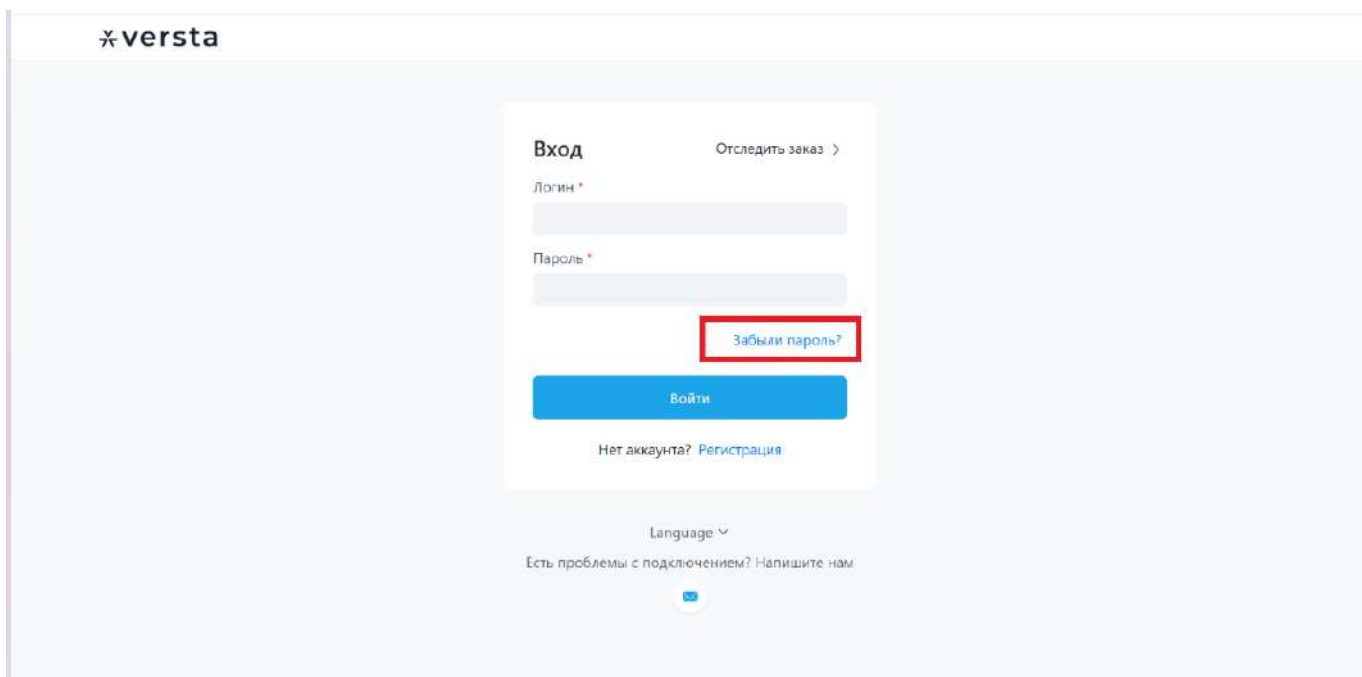 versta
Вход
Отследить заказ >
Логин *
Пароль *
Забыли пароль?
Войти
Нет аккаунта? Регистрация
Language
Есть проблемы с подключением? Напишите нам